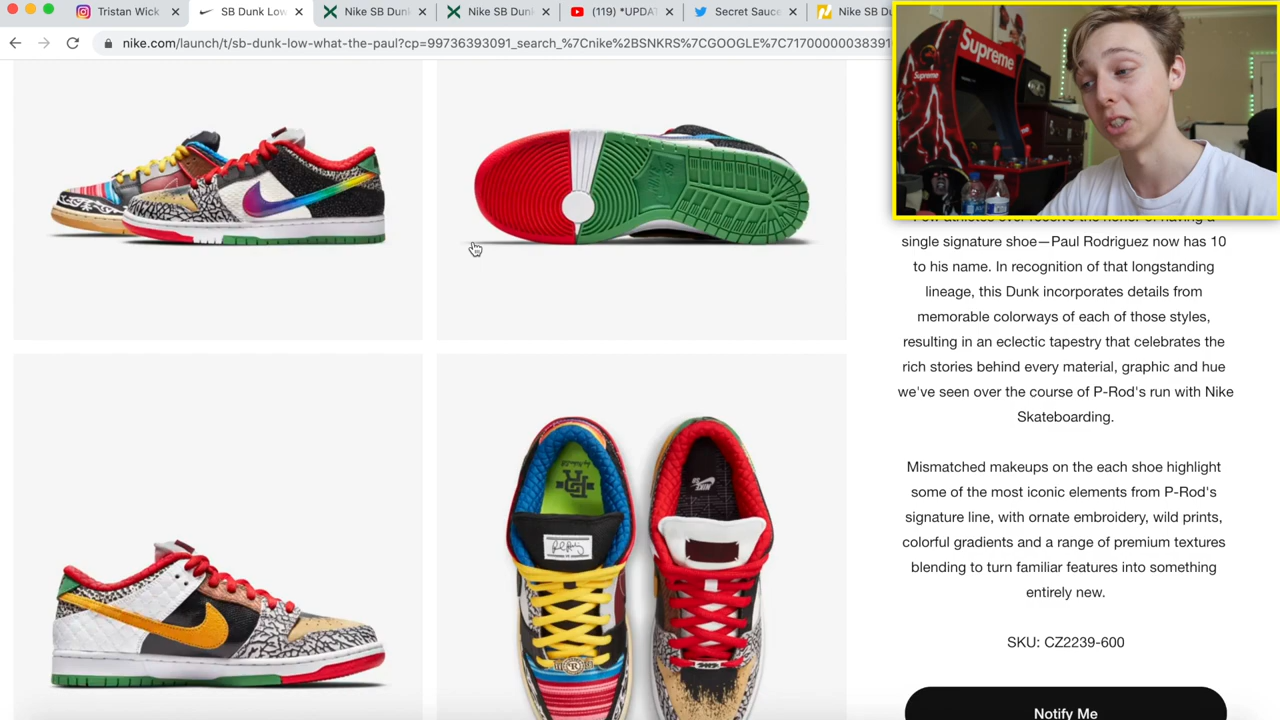 Tristan Wick
SB Dunk Low
Nike SB Dun
Nike SB Dun
(119) *UPDA
Secret Sauce
Nike SB Du
nike.com/launch/t/sb-dunk-low-what-the-paul?cp=99736393091_search_%7Cnike%2BSNKRS%7CGOOGLE%7C71700000038391
Supreme
Supreme
single signature shoe—Paul Rodriguez now has 10
to his name. In recognition of that longstanding
lineage, this Dunk incorporates details from
memorable colorways of each of those styles,
resulting in an eclectic tapestry that celebrates the
rich stories behind every material, graphic and hue
we've seen over the course of P-Rod's run with Nike
Skateboarding.
Mismatched makeups on the each shoe highlight
some of the most iconic elements from P-Rod's
signature line, with ornate embroidery, wild prints,
colorful gradients and a range of premium textures
blending to turn familiar features into something
entirely new.
SKU: CZ2239-600
Notify Me